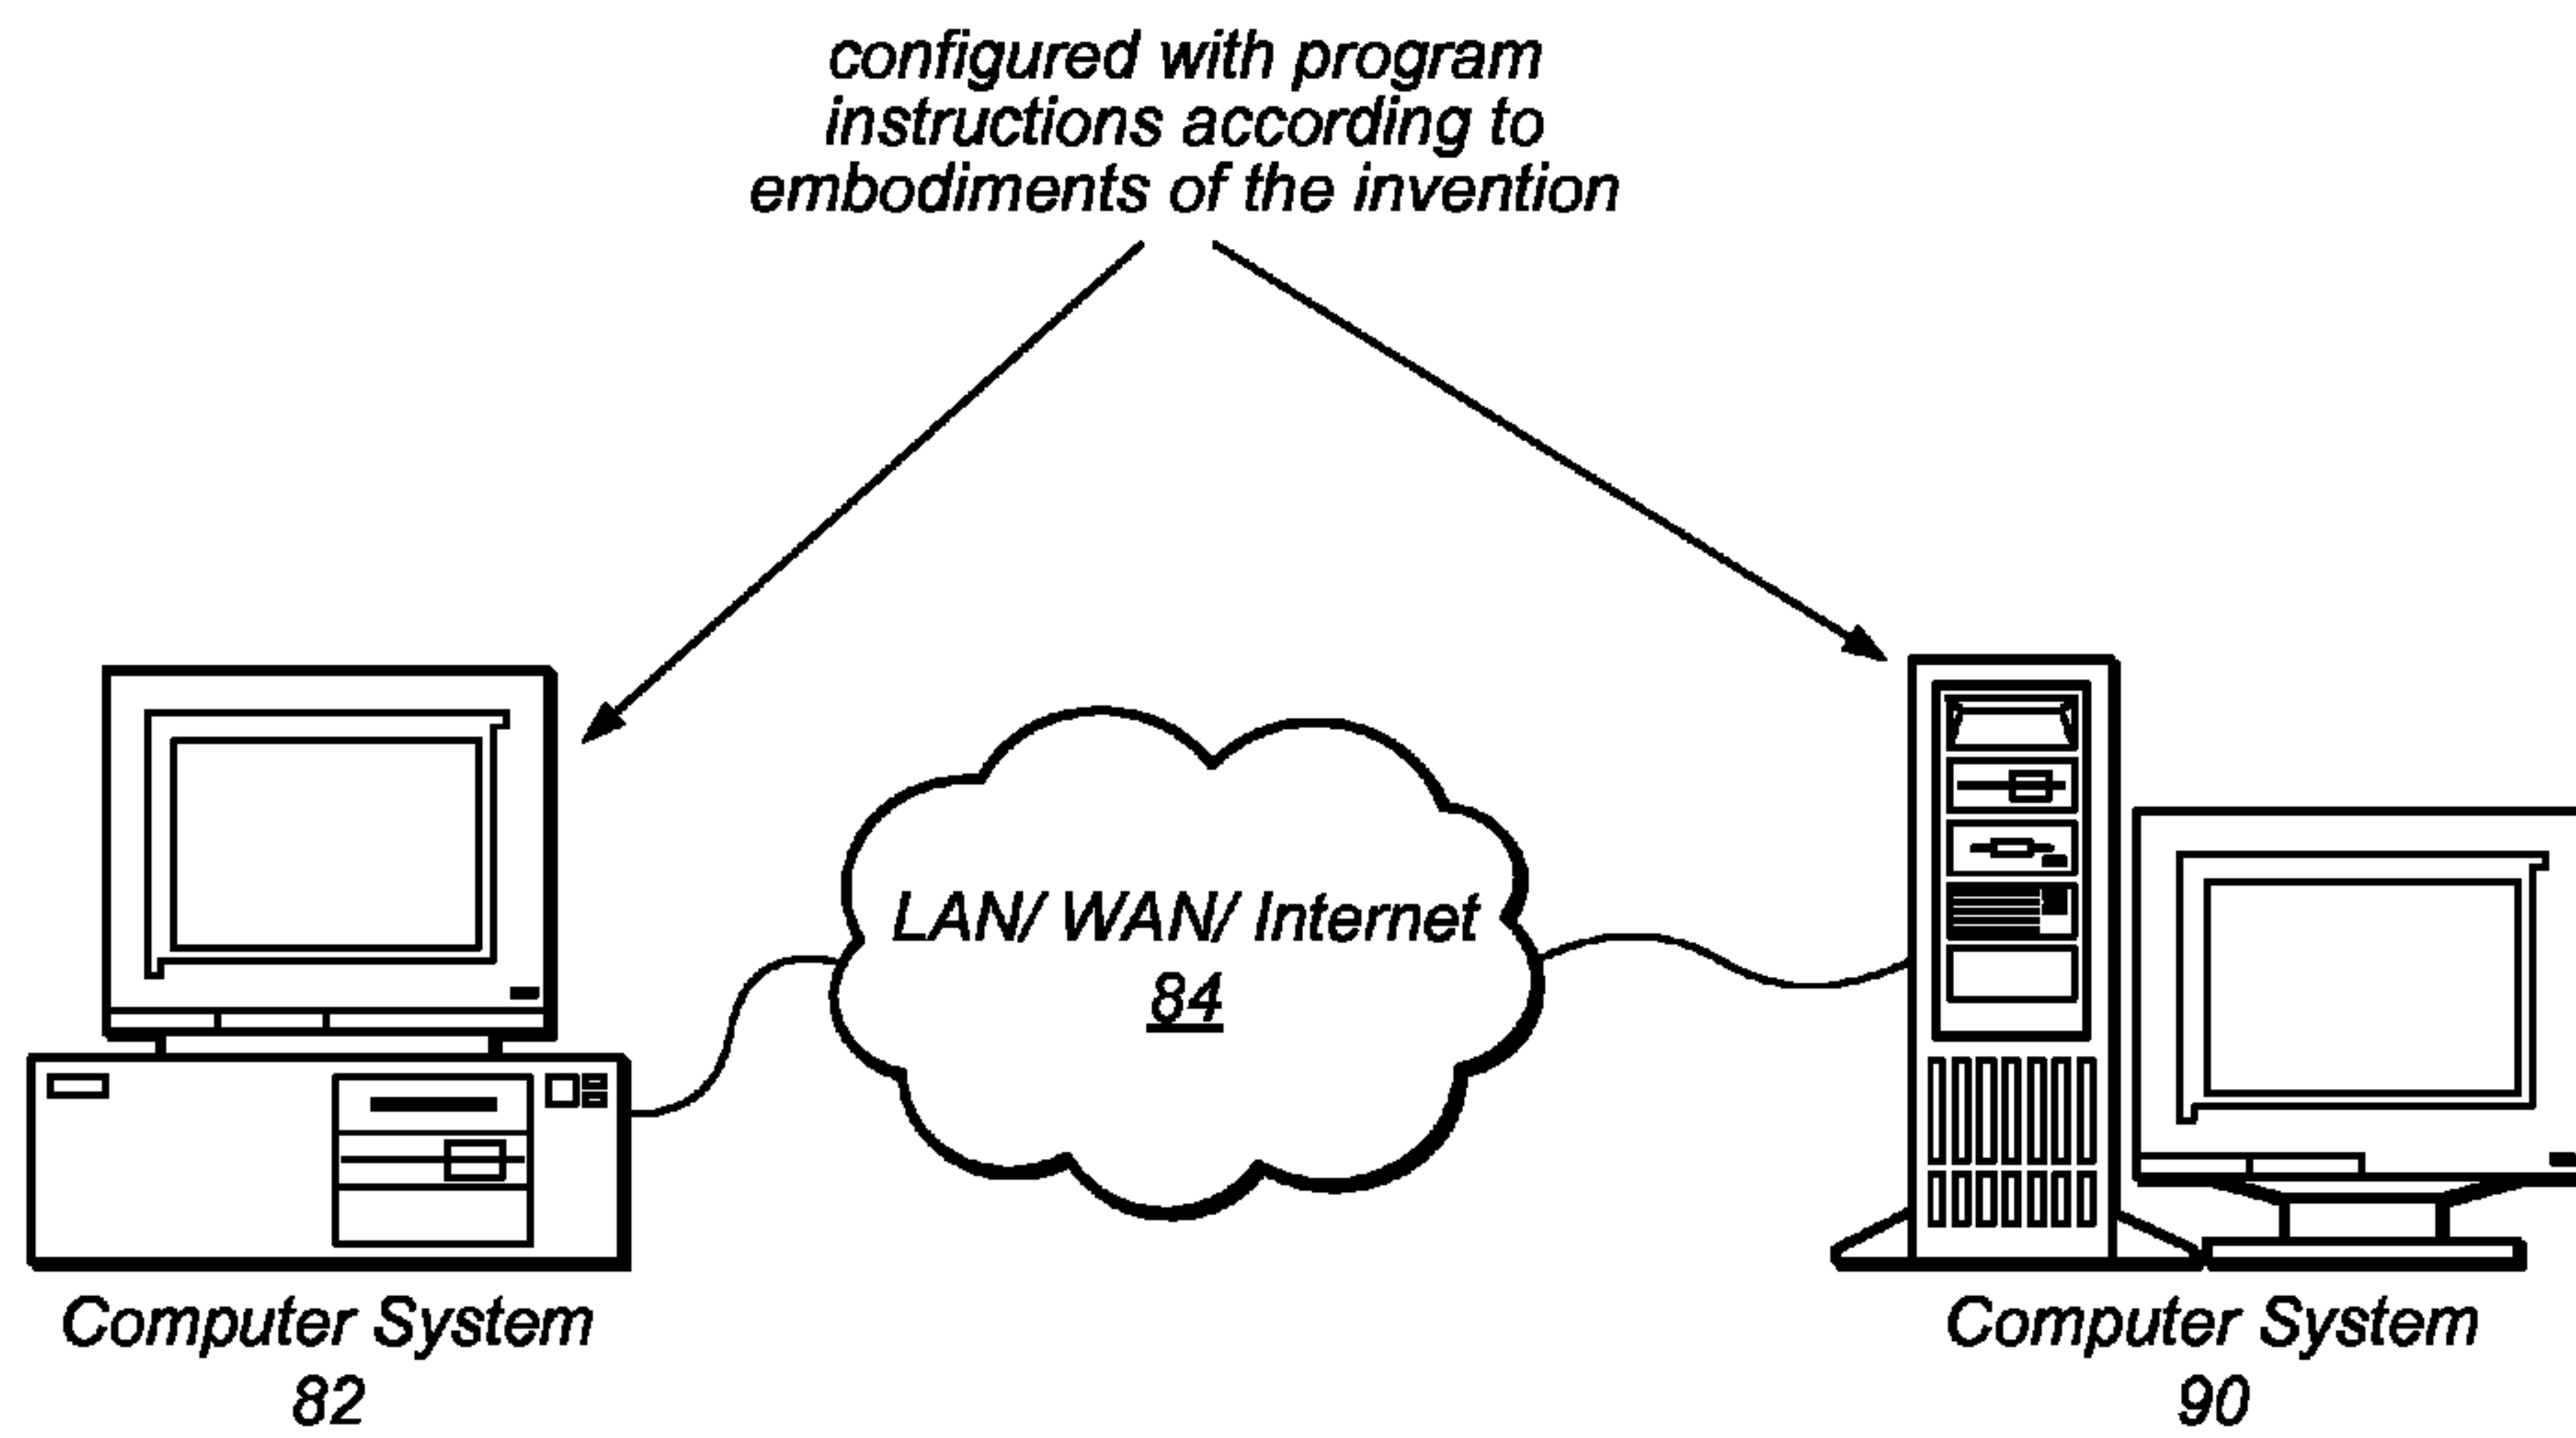 configured with program
instructions according to
embodiments of the invention
LAN/ WAN/ Internet
84
Computer System
82
Computer System
90